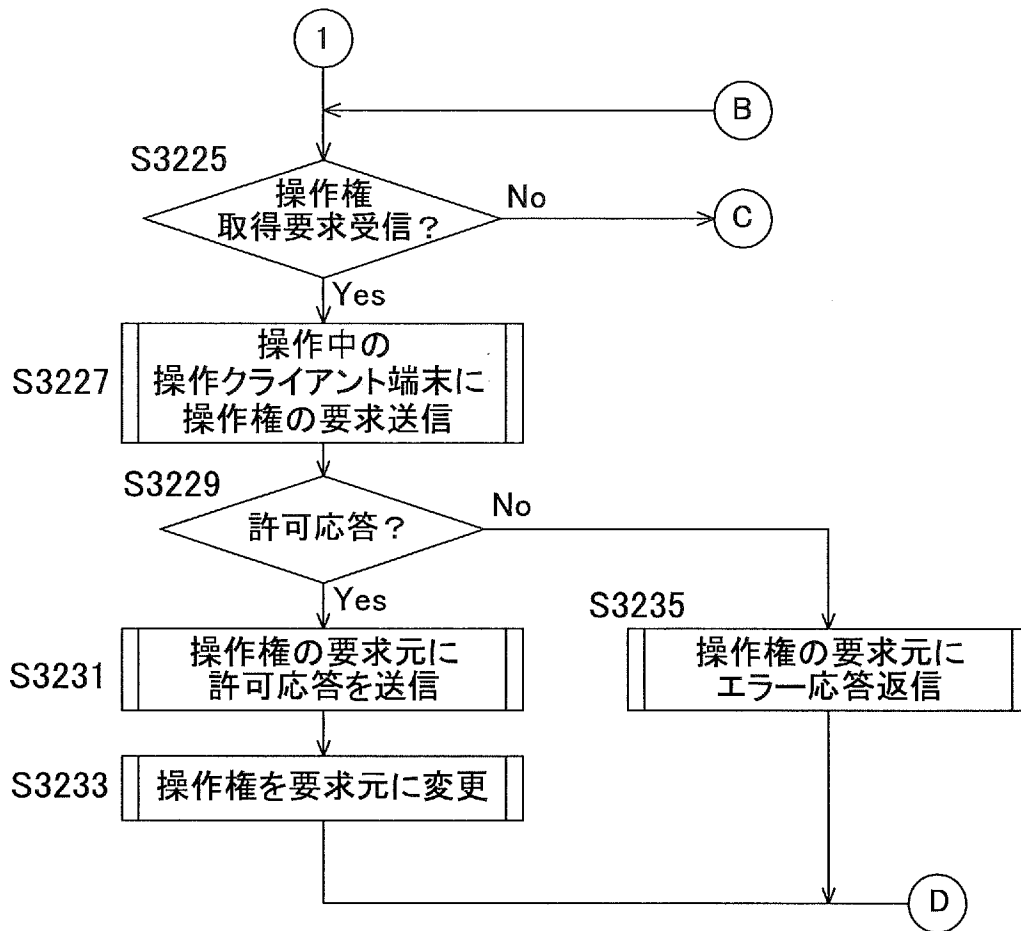 1
B
S3225
操作権
取得要求受信？
No
C
Yes
S3227
操作中の
操作クライアント端末に
操作権の要求送信
S3229
許可応答？
No
Yes
S3231
操作権の要求元に
許可応答を送信
S3235
操作権の要求元に
エラー応答返信
S3233
操作権を要求元に変更
D